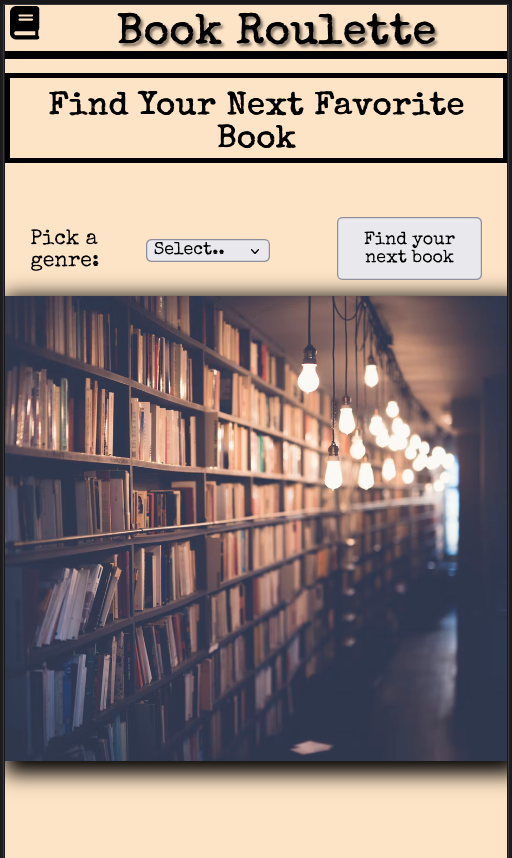 Book Roulette
Find Your Next Favorite
Book
Pick a
genre:
Select..
Find your
next book